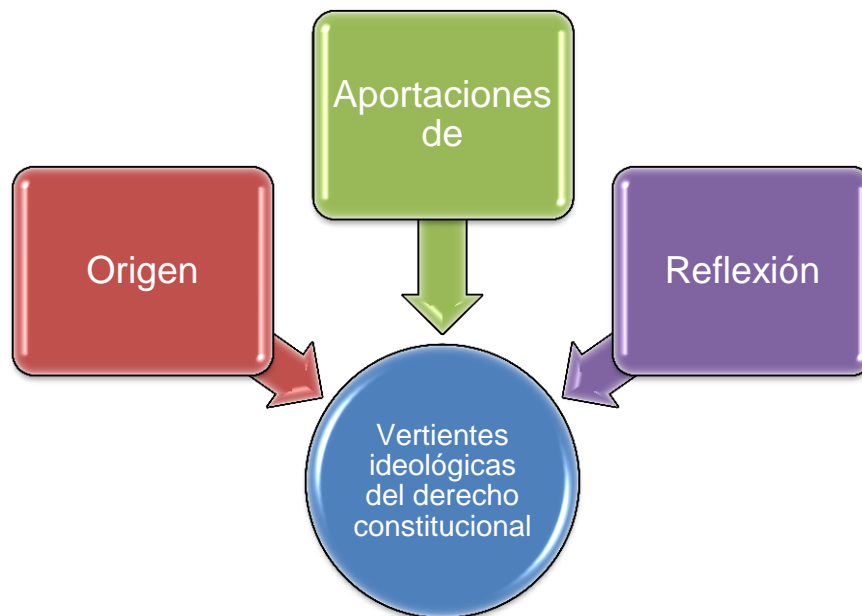 Aportaciones
de
Origen
Reflexión
Vertientes
ideológicas
del derecho
constitucional